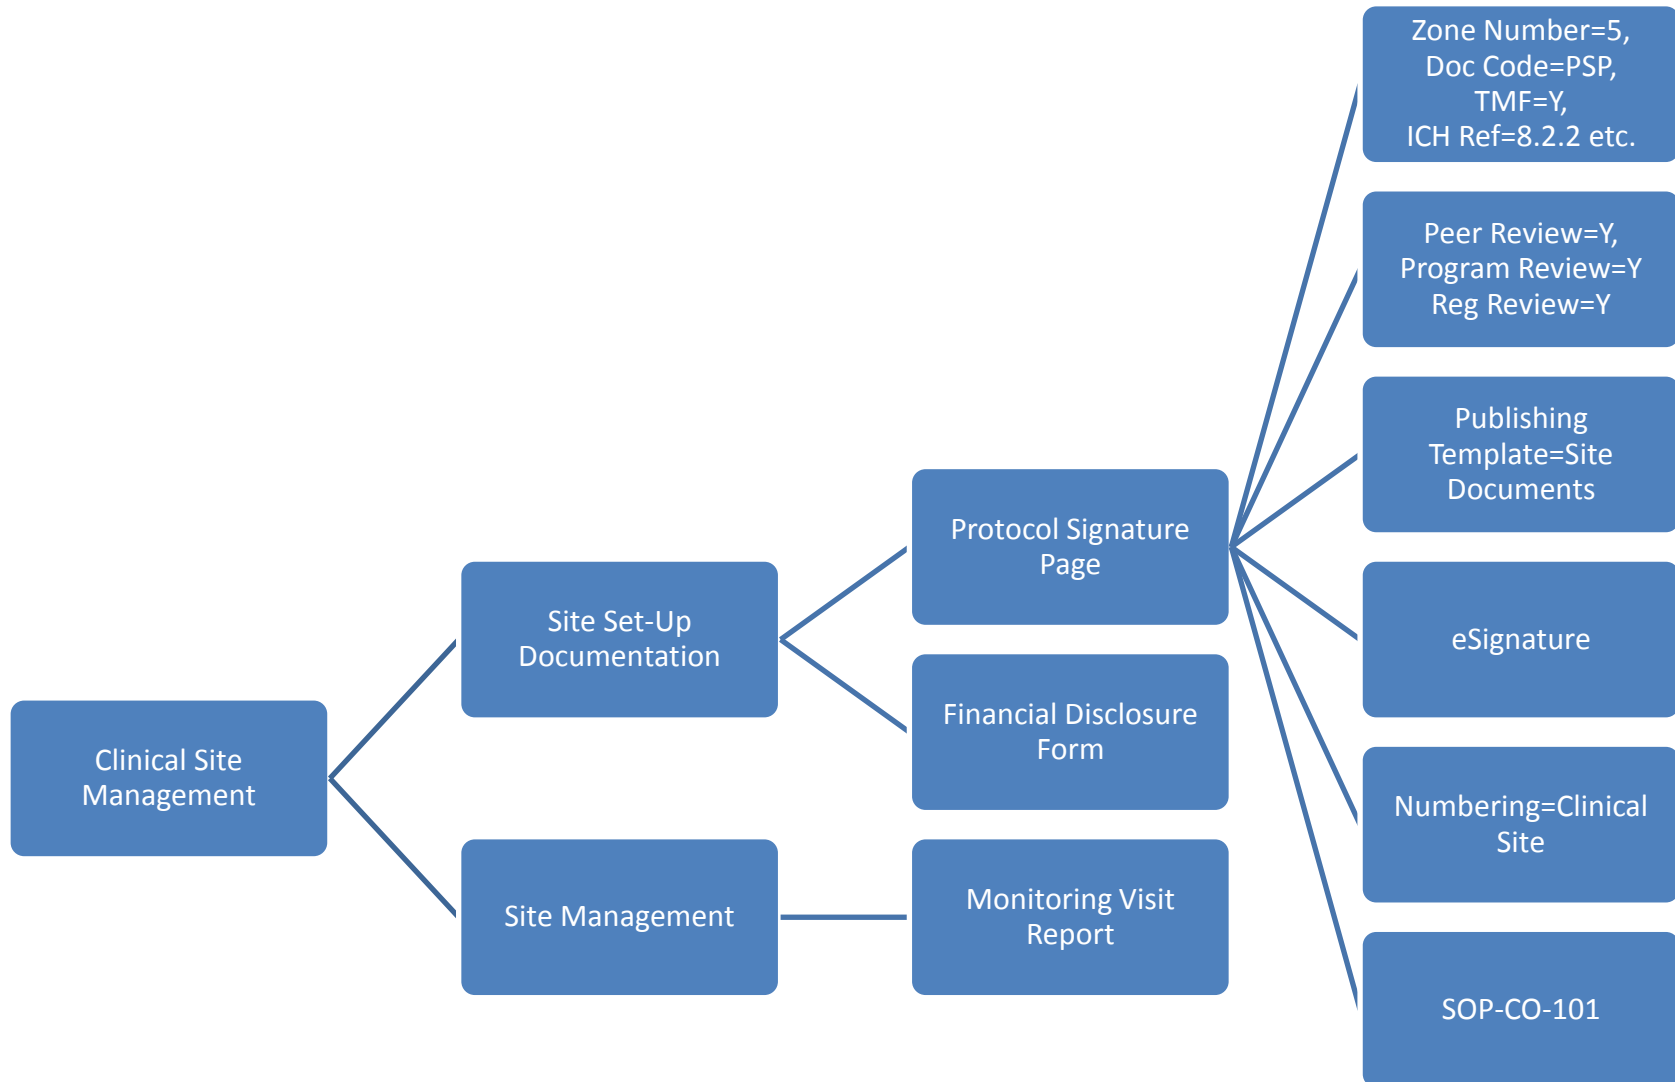 Clinical Site
Management
Site Set-Up
Documentation
Site Management
Protocol Signature
Page
Financial Disclosure
Form
Monitoring Visit
Report
Zone Number=5,
Doc Code=PSP,
TMF=Y,
ICH Ref=8.2.2 etc.
Peer Review=Y,
Program Review=Y
Reg Review=Y
Publishing
Template=Site
Documents
eSignature
Numbering=Clinical
Site
SOP-CO-101